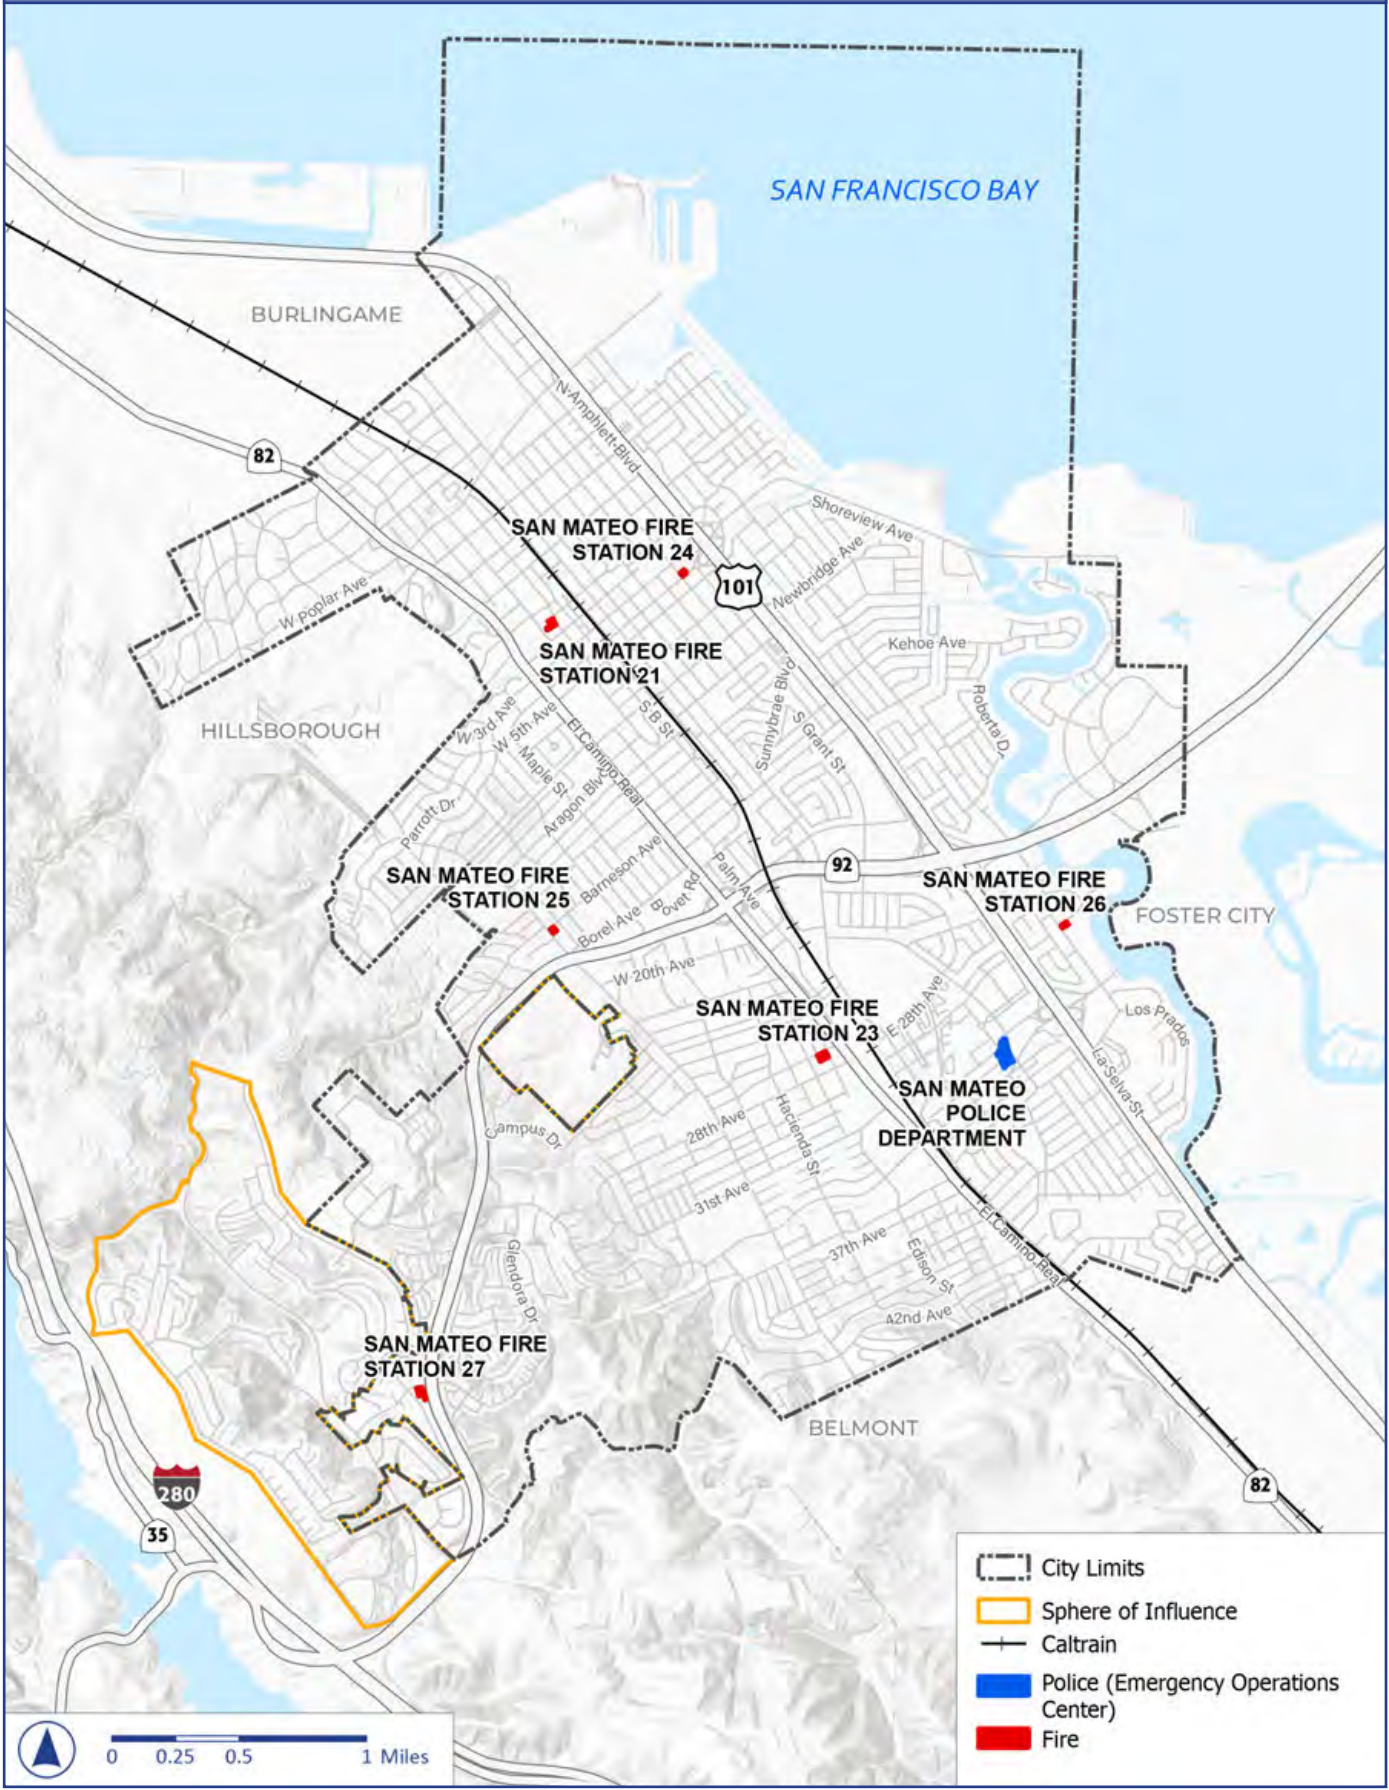 SAN FRANCISCO BAY
BURLINGAME
82
N Amphlett Blvd
SAN MATEO FIRE
STATION 24
Shoreview Ave
101
Newbridge Ave
W Poplar Ave
Kehoe Ave
SAN MATEO FIRE
STATION 21
Sunnybrae Blvd
Roberta Dr
S B St
S Grant St
W 3rd Ave
W 5th Ave
HILLSBOROUGH
El Camino Real
Maple St
Aragon Blvd
Parrott Dr
Barneson Ave
Palm Ave
92
SAN MATEO FIRE
STATION 25
SAN MATEO FIRE
STATION 26
Bovet Rd
Borel Ave
FOSTER CITY
W 20th Ave
SAN MATEO FIRE
STATION 23
E 28th Ave
Los Prados
La Selva St
SAN MATEO
POLICE
DEPARTMENT
Campus Dr
28th Ave
Hacienda St
31st Ave
37th Ave
Edison St
El Camino Real
Glendora Dr
42nd Ave
SAN MATEO FIRE
STATION 27
BELMONT
280
35
82
City Limits
Sphere of Influence
Caltrain
Police (Emergency Operations
Center)
Fire
0 0.25 0.5 1 Miles